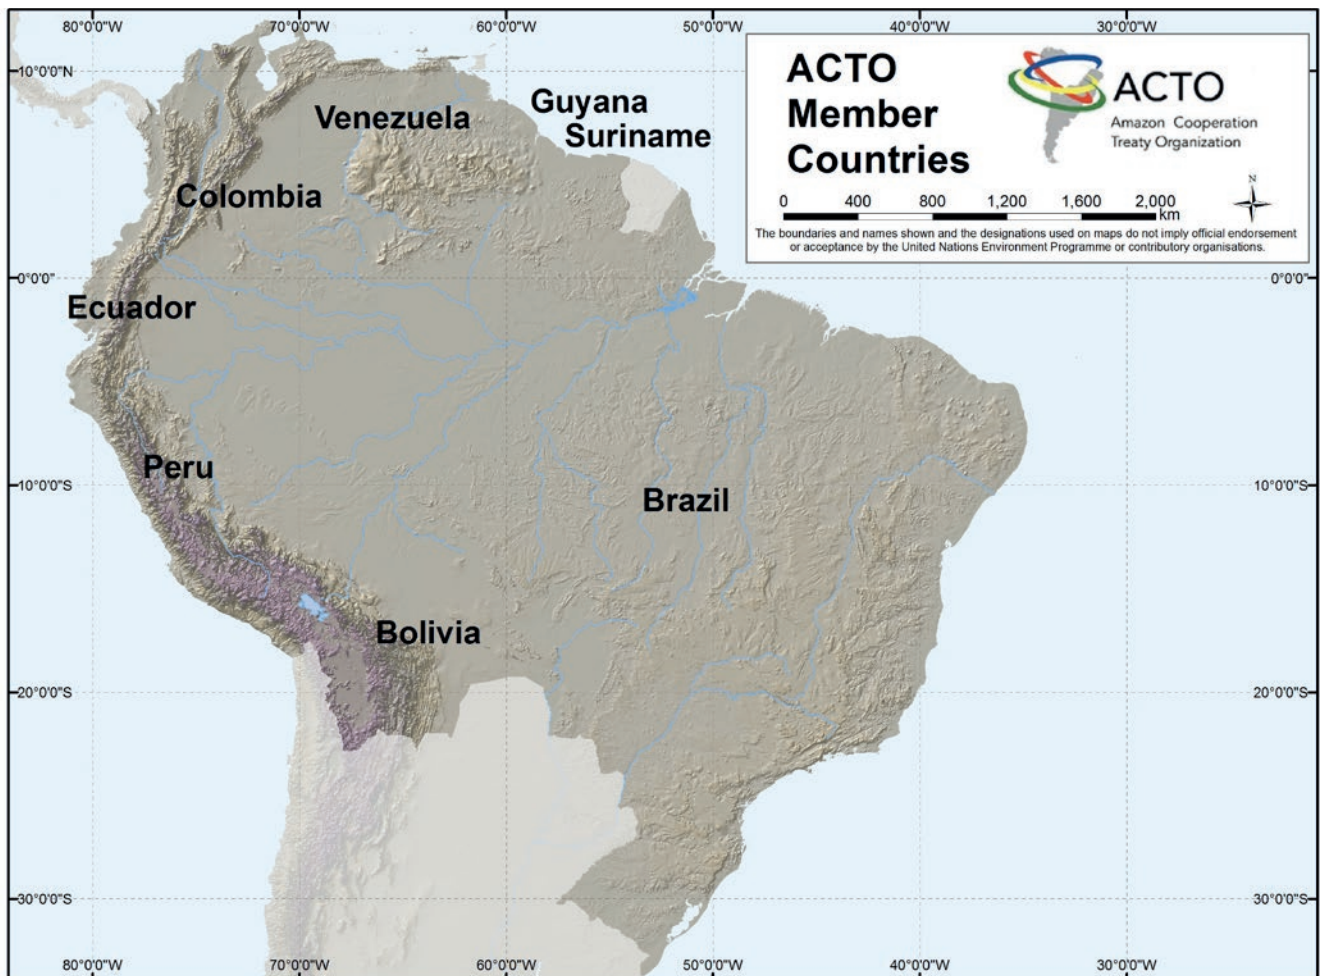 80°0'0"W 70°0'0"W 60°0'0"W 50°0'0"W 40°0'0"W 30°0'0"W
ACTO
Member
Countries
ACTO
Amazon Cooperation
Treaty Organization
N
0 400 800 1,200 1,600 2,000
km
The boundaries and names shown and the designations used on maps do not imply official endorsement
or acceptance by the United Nations Environment Programme or contributory organisations.
10°0'0"N
Guyana
Venezuela
Suriname
Colombia
0°0'0" 0°0'0"
Ecuador
Peru
10°0'0"S 10°0'0"S
Brazil
Bolivia
20°0'0"S 20°0'0"S
30°0'0"S 30°0'0"S
80°0'0"W 70°0'0"W 60°0'0"W 50°0'0"W 40°0'0"W 30°0'0"W